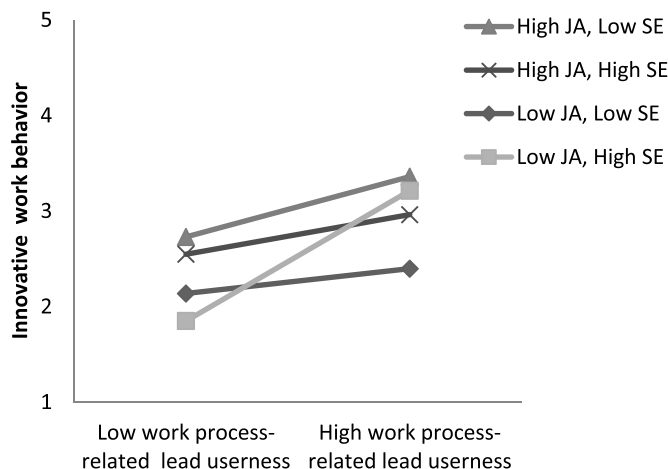 5
4
3
2
1
Innovative work behavior
High JA, Low SE
High JA, High SE
Low JA, Low SE
Low JA, High SE
Low work process-
related lead userness
High work process-
related lead userness